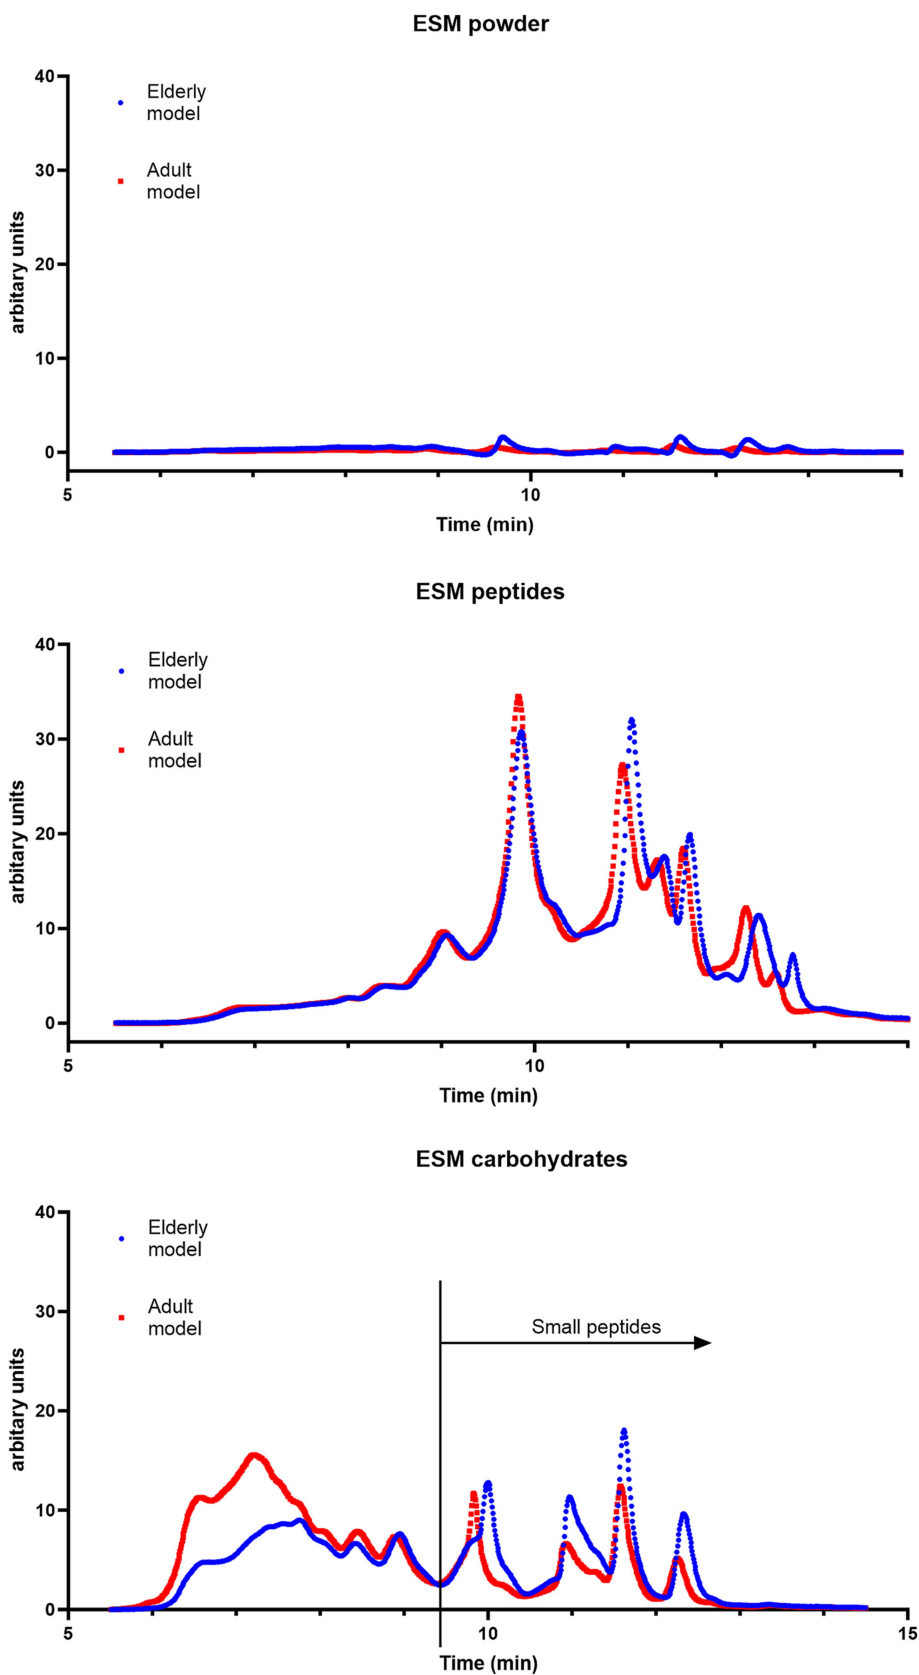 ESM powder
40
30
20
10
0
arbitary units
Elderly
model
Adult
model
5
10
Time (min)
ESM peptides
40
30
20
10
0
arbitary units
Elderly
model
Adult
model
5
10
Time (min)
ESM carbohydrates
40
30
20
10
0
arbitary units
Elderly
model
Adult
model
Small peptides
5
10
15
Time (min)